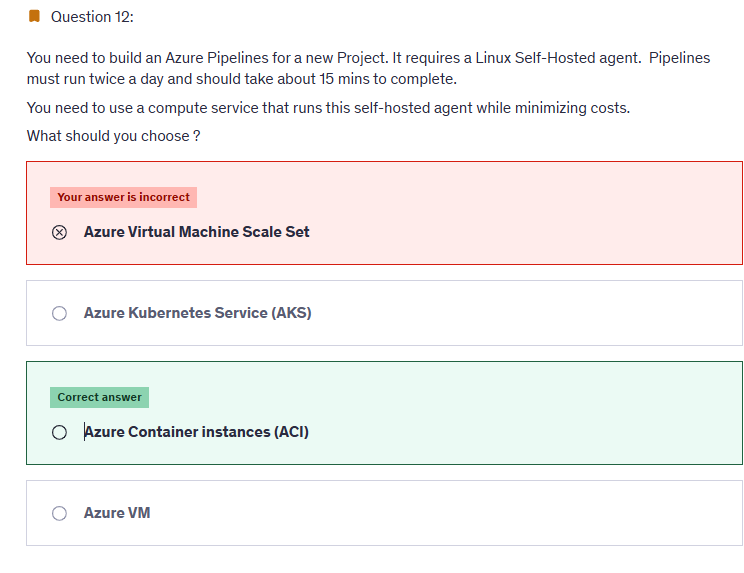 Question 12:
You need to build an Azure Pipelines for a new Project. It requires a Linux Self-Hosted agent.  Pipelines
must run twice a day and should take about 15 mins to complete.
You need to use a compute service that runs this self-hosted agent while minimizing costs.
What should you choose ?
Your answer is incorrect
Azure Virtual Machine Scale Set
Azure Kubernetes Service (AKS)
Correct answer
Azure Container instances (ACI)
Azure VM